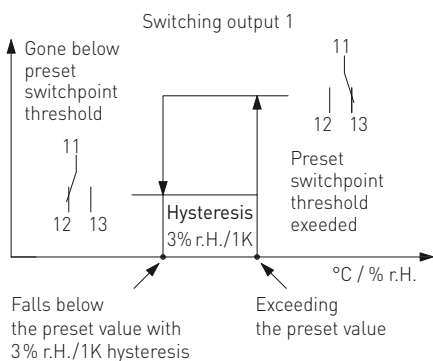 Switching output 1
Gone below
preset
switchpoint
threshold
11
12 13
11
12 13
Preset
switchpoint
threshold
exeeded
Hysteresis
3% r.H./1K
°C / % r.H.
Falls below
the preset value with
3% r.H./1K hysteresis
Exceeding
the preset value